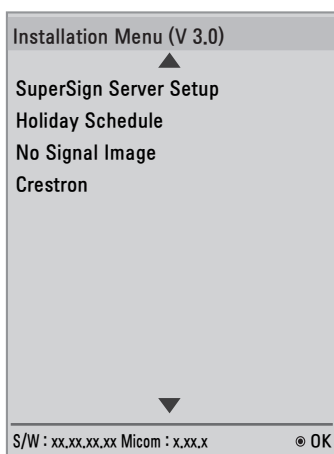 Installation Menu (V 3.0)
SuperSign Server Setup
Holiday Schedule
No Signal Image
Crestron
S/W : xx.xx.xx.xx Micom : x.xx.x ◉ OK